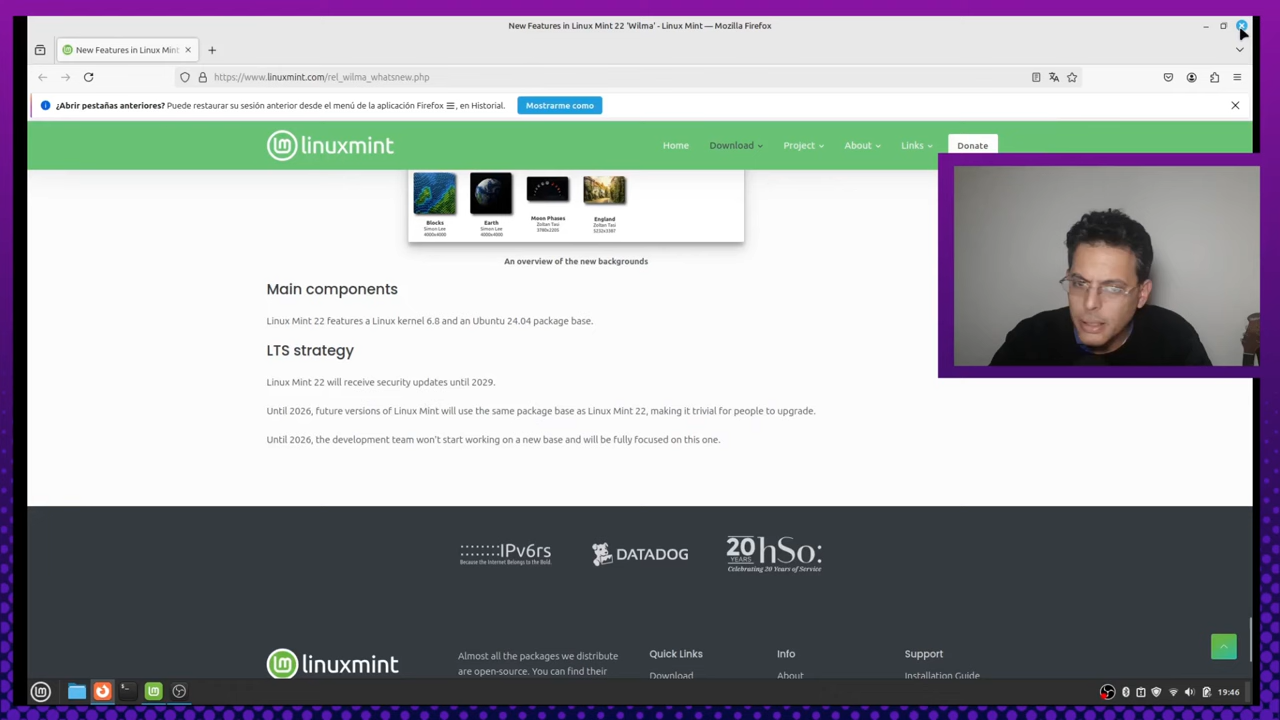 New Features in Linux Mint 22 'Wilma' - Linux Mint — Mozilla Firefox
New Features in Linux Mint
https://www.linuxmint.com/rel_wilma_whatsnew.php
¿Abrir pestañas anteriores? Puede restaurar su sesión anterior desde el menú de la aplicación Firefox ☰, en Historial.
Mostrarme como
linuxmint
Home
Download
Project
About
Links
Donate
Blocks
Simon Lee
4000x4000
Earth
Simon Lee
4000x4000
Moon Phases
Zoltan Tasi
England
Zoltan Tasi
An overview of the new backgrounds
Main components
Linux Mint 22 features a Linux kernel 6.8 and an Ubuntu 24.04 package base.
LTS strategy
Linux Mint 22 will receive security updates until 2029.
Until 2026, future versions of Linux Mint will use the same package base as Linux Mint 22, making it trivial for people to upgrade.
Until 2026, the development team won't start working on a new base and will be fully focused on this one.
IPv6rs
Because the Internet Belongs to the Bold.
DATADOG
20 YEARS hSo:
Celebrating 20 Years of Service
linuxmint
Almost all the packages we distribute
are open-source. You can find their
Quick Links
Download
Info
About
Support
Installation Guide
19:46